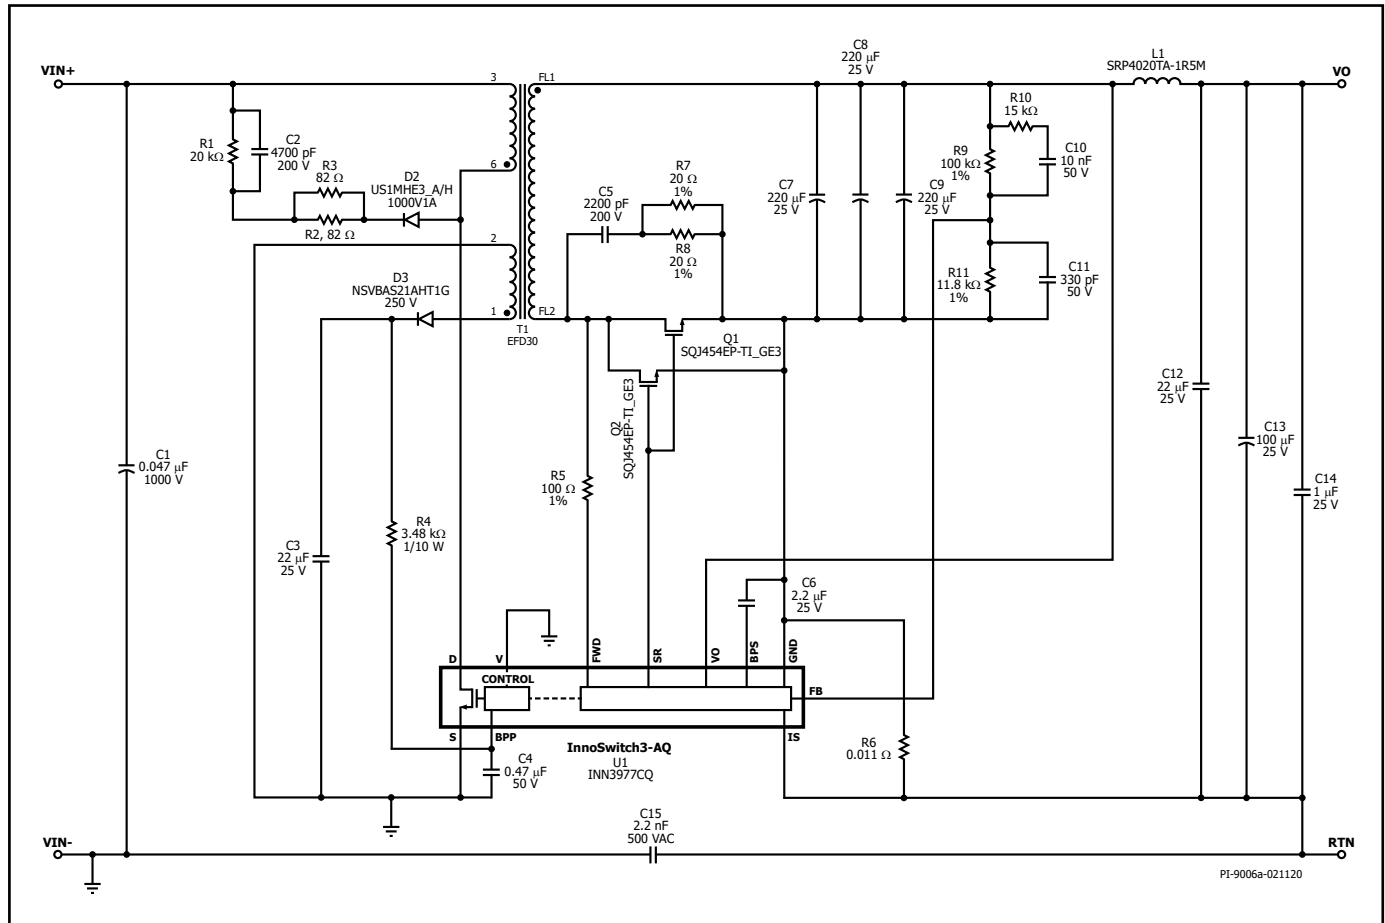 C8
220 µF
25 V
L1
SRP4020TA-1R5M
VIN+
3
FL1
VO
R10
15 kΩ
R1
20 kΩ
C2
4700 pF
200 V
R3
82 Ω
D2
US1MHE3_A/H
1000V1A
6
R2, 82 Ω
R7
20 Ω
1%
C5
2200 pF
200 V
R8
20 Ω
1%
C7
220 µF
25 V
C9
220 µF
25 V
R9
100 kΩ
1%
C10
10 nF
50 V
2
D3
NSVBAS21AHT1G
250 V
1
FL2
T1
EFD30
R11
11.8 kΩ
1%
C11
330 pF
50 V
Q1
SQJ454EP-TI_GE3
Q2
SQJ454EP-TI_GE3
C12
22 µF
25 V
C13
100 µF
25 V
C14
1 µF
25 V
C1
0.047 µF
1000 V
R5
100 Ω
1%
R4
3.48 kΩ
1/10 W
C3
22 µF
25 V
C6
2.2 µF
25 V
D
V
FWD
SR
VO
BPS
GND
CONTROL
FB
S
BPP
IS
InnoSwitch3-AQ
U1
INN3977CQ
C4
0.47 µF
50 V
R6
0.011 Ω
C15
2.2 nF
500 VAC
VIN-
RTN
PI-9006a-021120